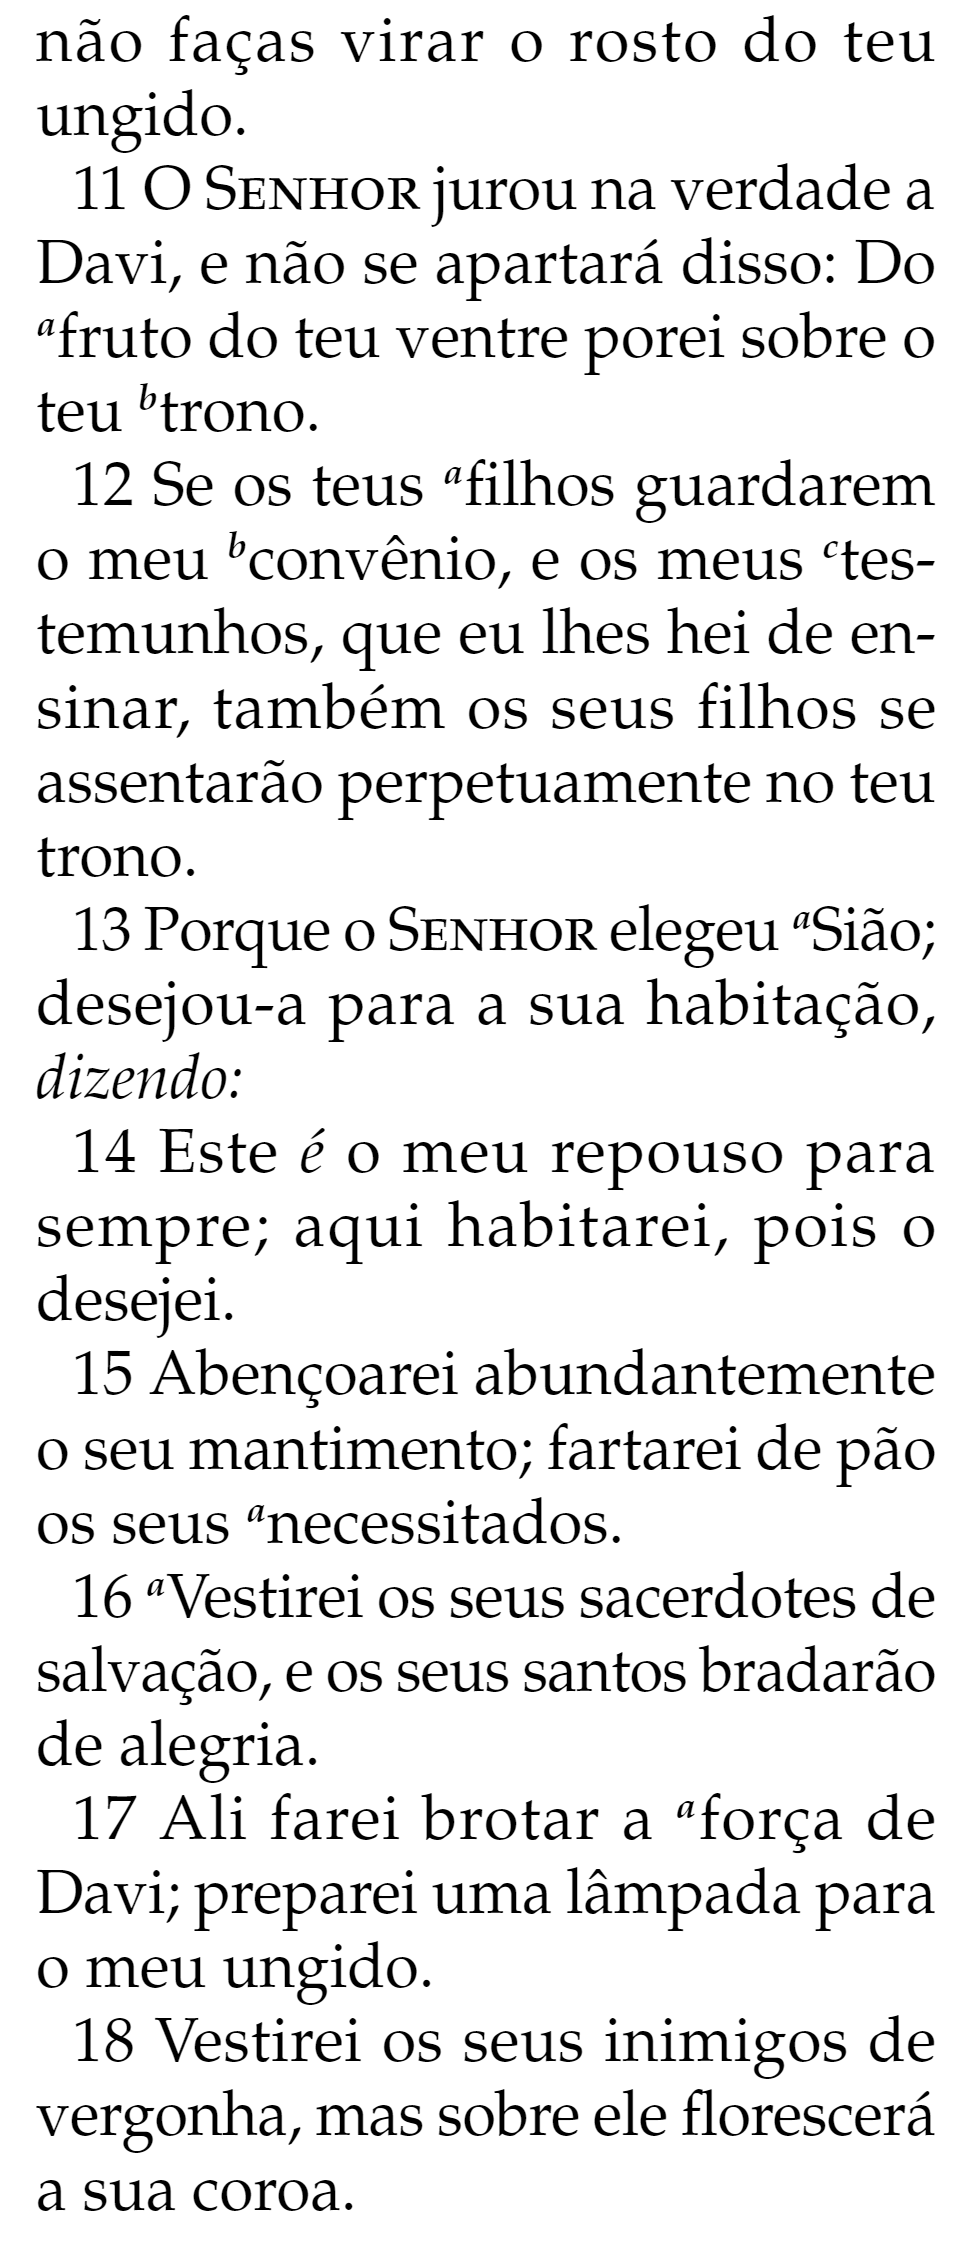 não faças virar o rosto do teu
ungido.
11 O SENHOR jurou na verdade a
Davi, e não se apartará disso: Do
ᵃfruto do teu ventre porei sobre o
teu ᵇtrono.
12 Se os teus ᵃfilhos guardarem
o meu ᵇconvênio, e os meus ᶜtes-
temunhos, que eu lhes hei de en-
sinar, também os seus filhos se
assentarão perpetuamente no teu
trono.
13 Porque o SENHOR elegeu ᵃSião;
desejou-a para a sua habitação,
dizendo:
14 Este é o meu repouso para
sempre; aqui habitarei, pois o
desejei.
15 Abençoarei abundantemente
o seu mantimento; fartarei de pão
os seus ᵃnecessitados.
16 ᵃVestirei os seus sacerdotes de
salvação, e os seus santos bradarão
de alegria.
17 Ali farei brotar a ᵃforça de
Davi; preparei uma lâmpada para
o meu ungido.
18 Vestirei os seus inimigos de
vergonha, mas sobre ele florescerá
a sua coroa.